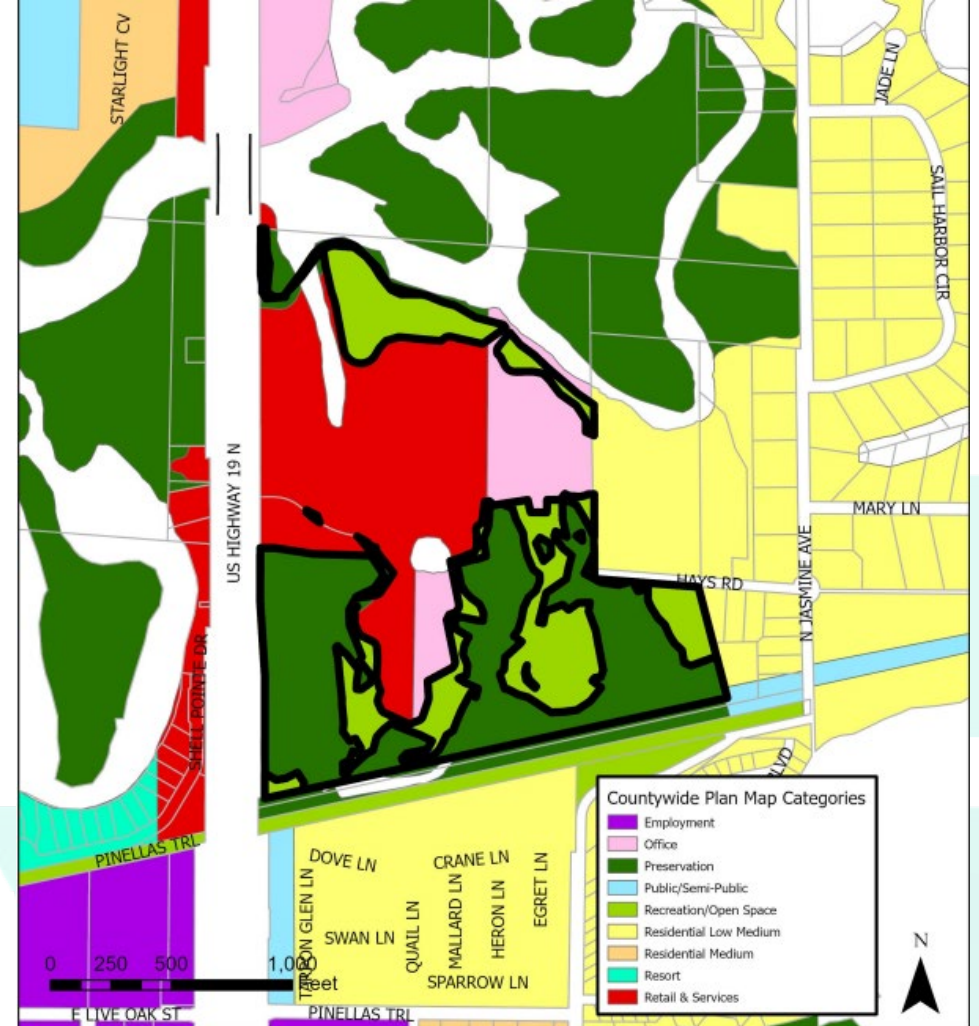 STARLIGHT CV
JADE LN
SAIL HARBOR CIR
US HIGHWAY 19 N
MARY LN
HAYS RD
N JASMINE AVE
SHELL POINTE DR
BLVD
PINELLAS TRL
DOVE LN
CRANE LN
EGRET LN
TARPON GLEN LN
QUAIL LN
MALLARD LN
HERON LN
SWAN LN
SPARROW LN
0 250 500 1,000
Feet
E LIVE OAK ST
PINELLAS TRL
Countywide Plan Map Categories
Employment
Office
Preservation
Public/Semi-Public
Recreation/Open Space
Residential Low Medium
Residential Medium
Resort
Retail & Services
N